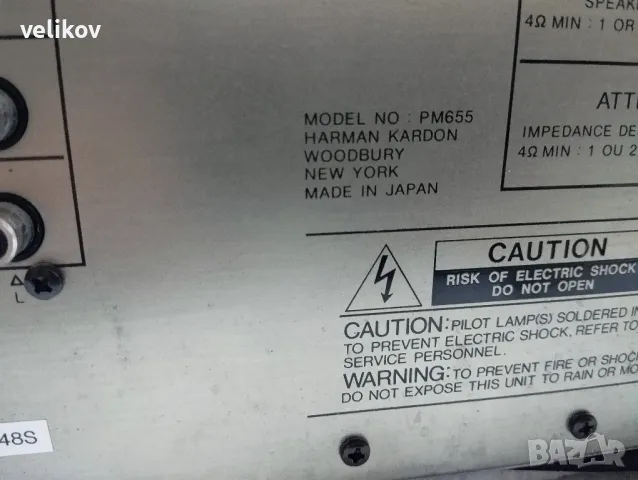 velikov
SPEAK
4Ω MIN : 1 OR
ATT
IMPEDANCE DE
4Ω MIN : 1 OU 2
MODEL NO : PM655
HARMAN KARDON
WOODBURY
NEW YORK
MADE IN JAPAN
CAUTION
RISK OF ELECTRIC SHOCK
DO NOT OPEN
CAUTION: PILOT LAMP(S) SOLDERED IN
TO PREVENT ELECTRIC SHOCK, REFER TO
SERVICE PERSONNEL.
WARNING: TO PREVENT FIRE OR SHOCK
DO NOT EXPOSE THIS UNIT TO RAIN OR MO
L
48S
BAZAR